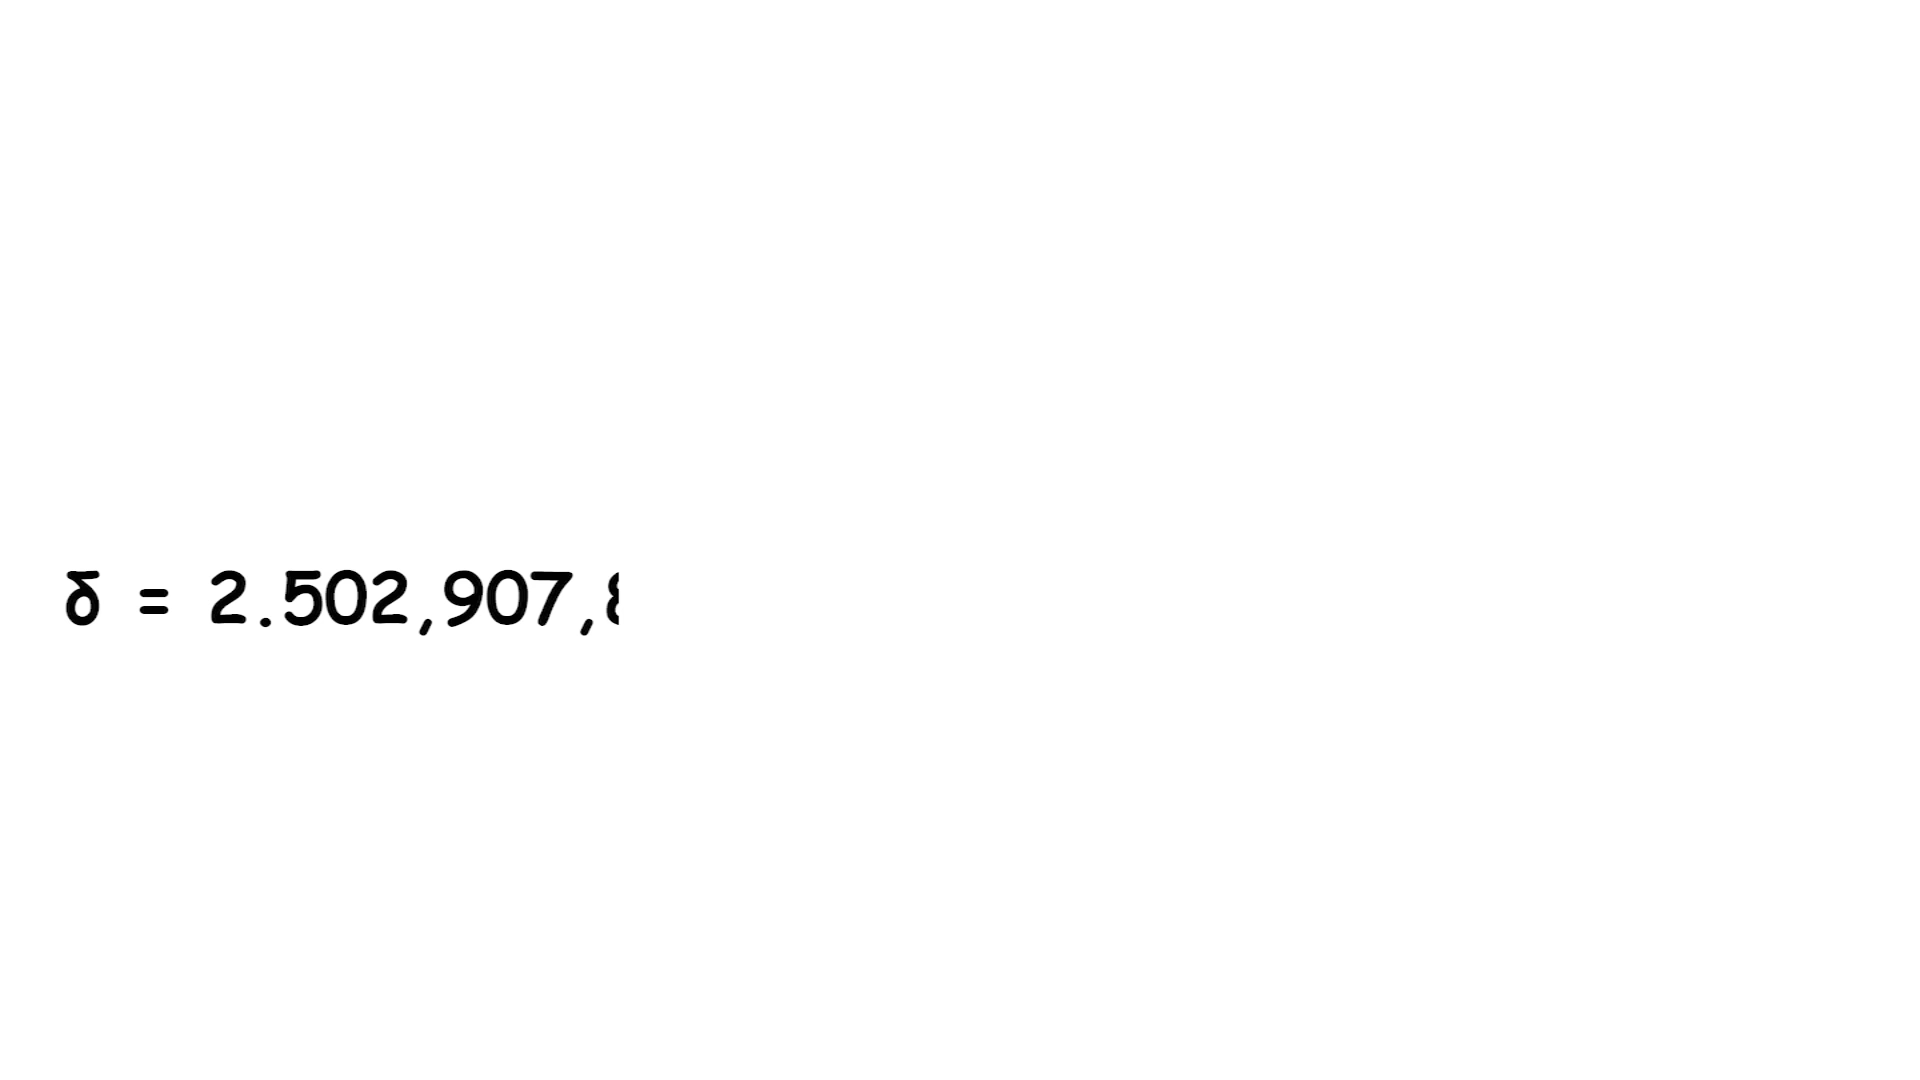 δ = 2.502,907,